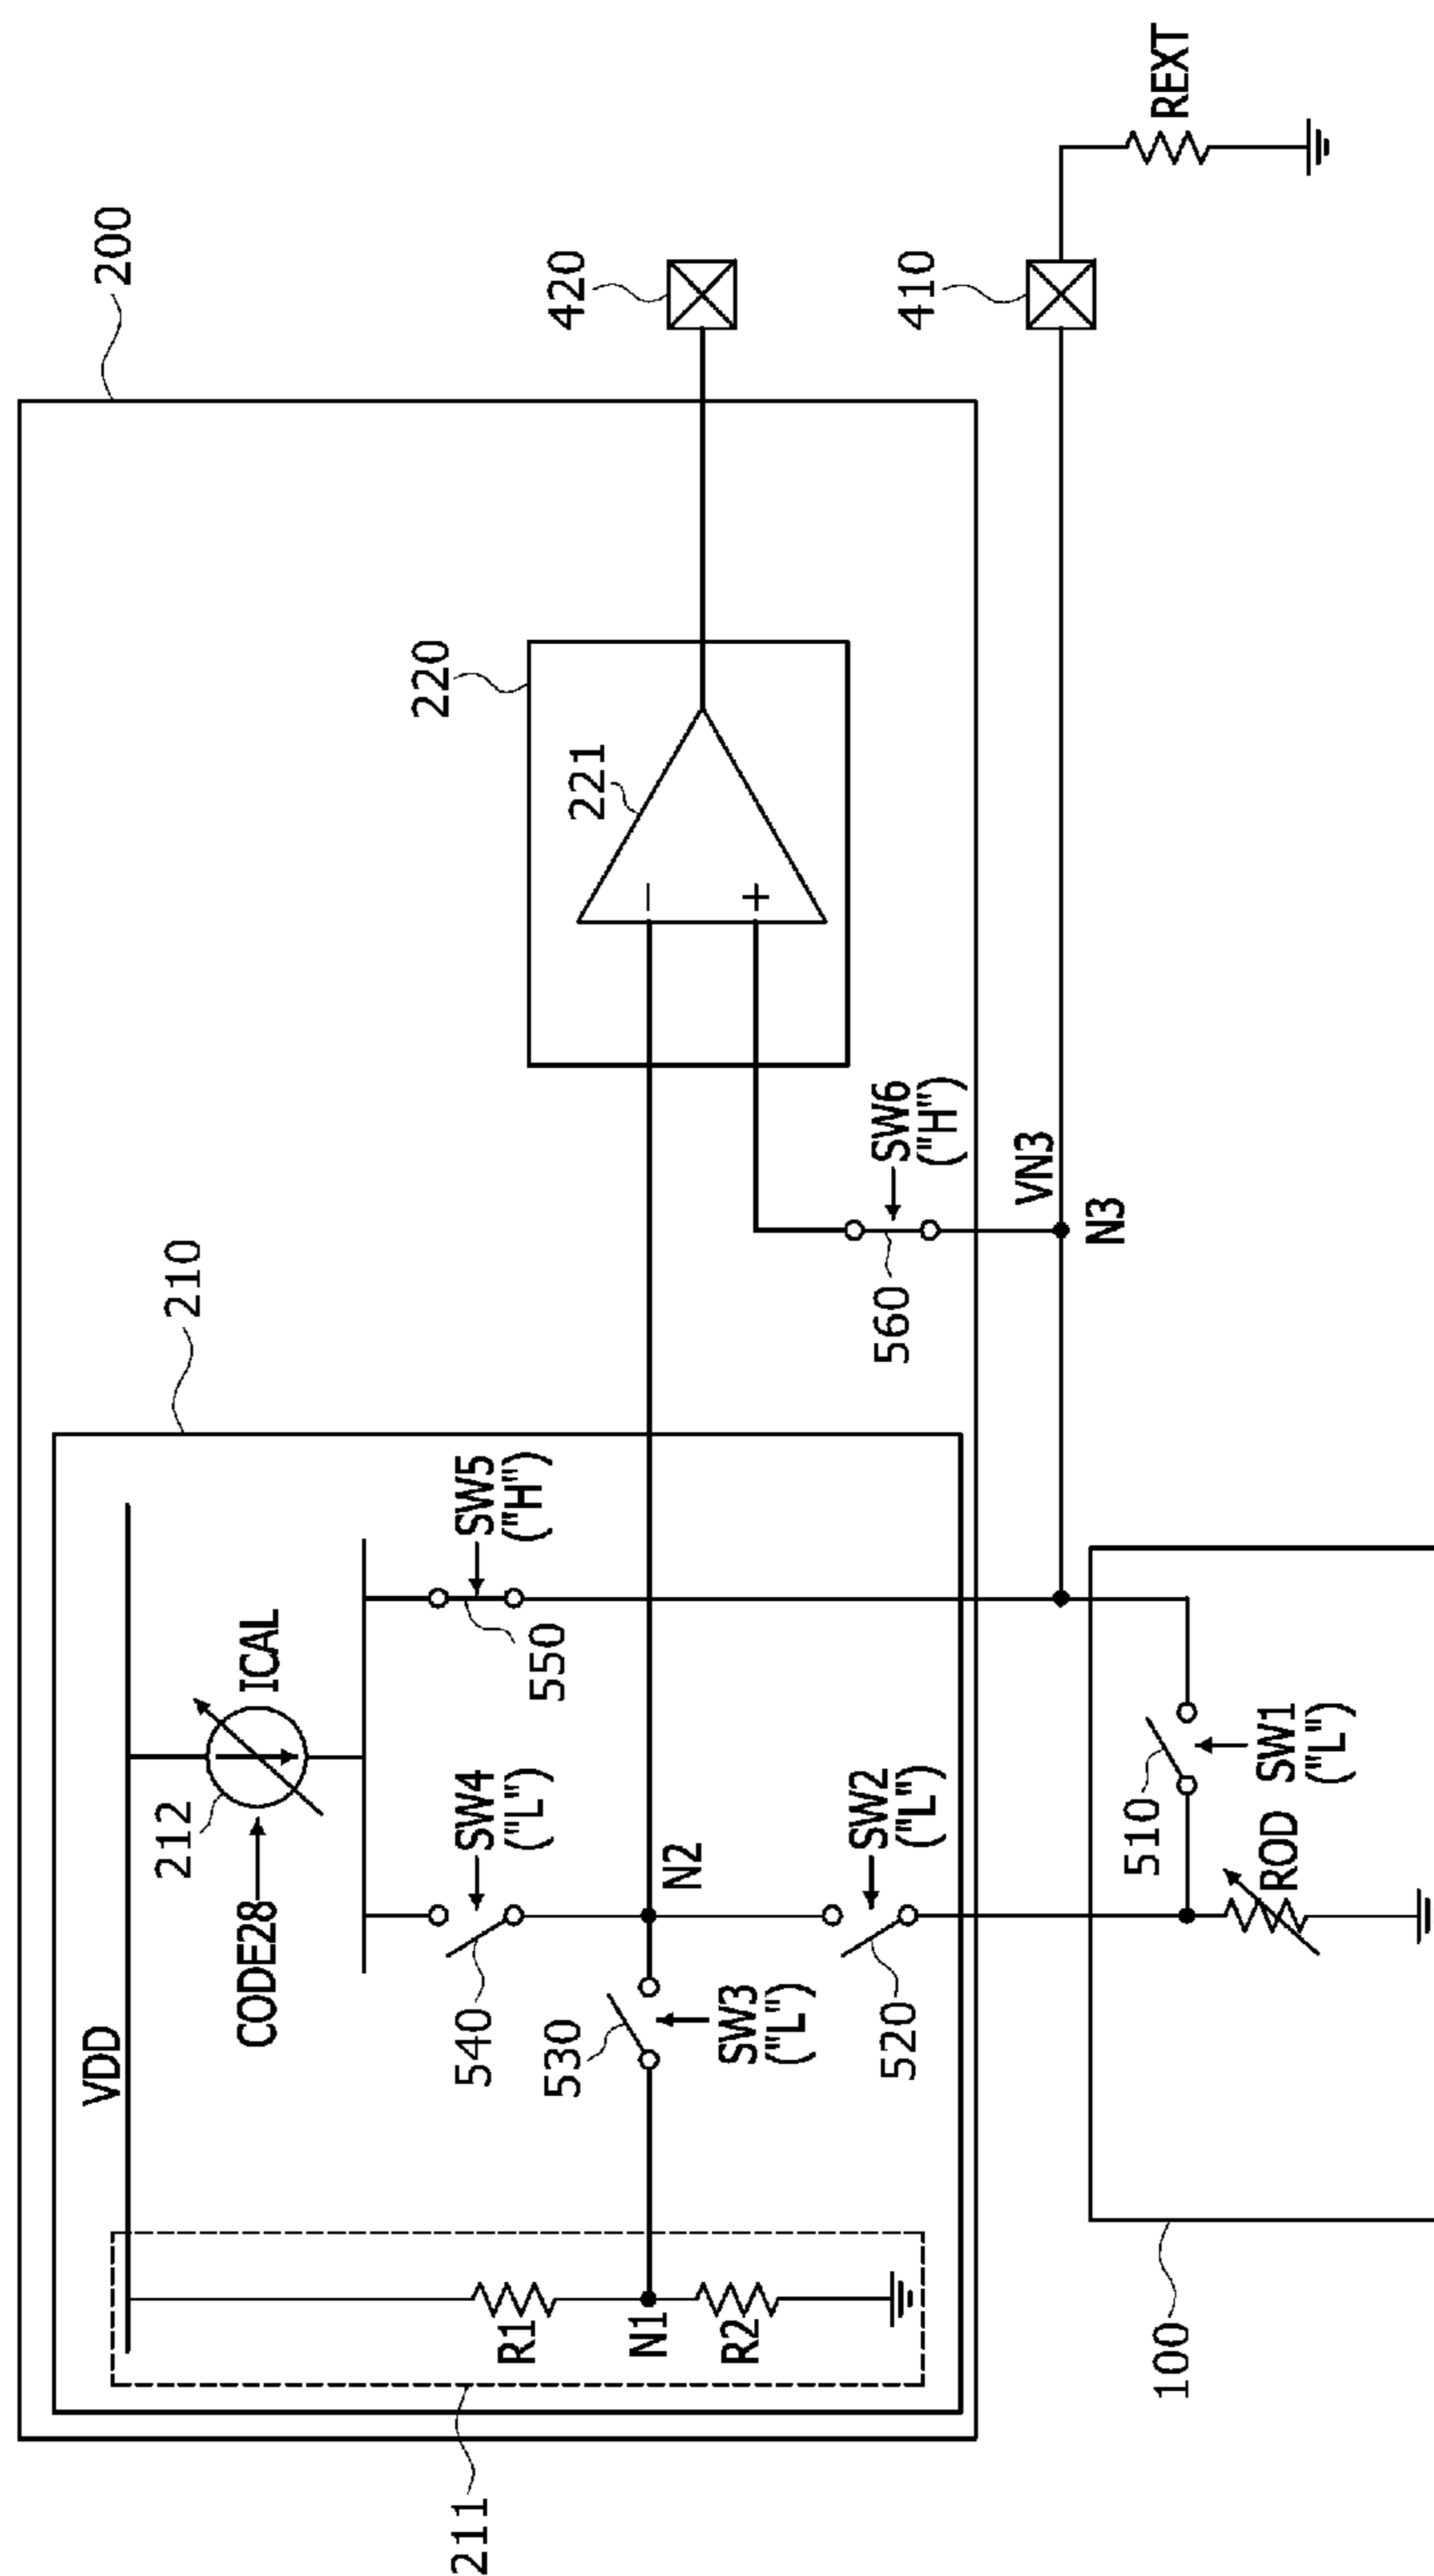 200
210
211
VDD
212
CODE28
ICAL
540
SW4
("L")
SW5
("H")
550
220
221
−
+
420
R1
N1
R2
530
SW3
("L")
N2
SW2
("L")
520
560
SW6
("H")
VN3
N3
410
REXT
100
510
SW1
("L")
ROD